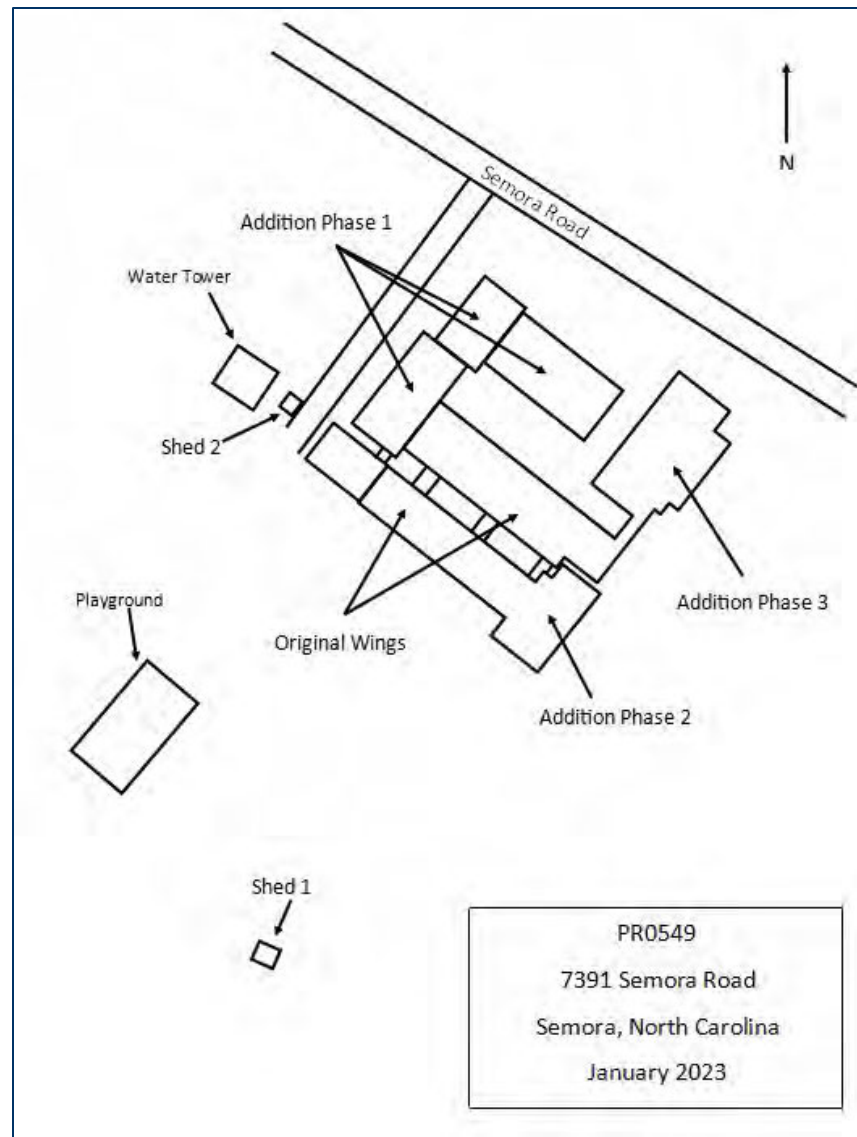 N
Semora Road
Addition Phase 1
Water Tower
Shed 2
Playground
Original Wings
Addition Phase 3
Addition Phase 2
Shed 1
PR0549
7391 Semora Road
Semora, North Carolina
January 2023